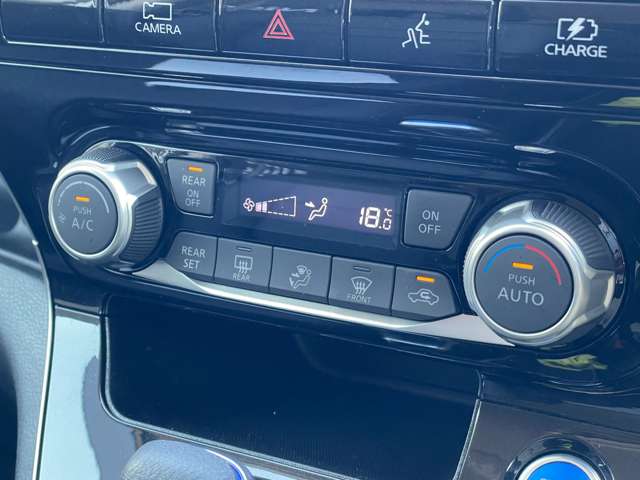 CAMERA
CHARGE
PUSH
A/C
REAR
ON
OFF
18.0
°C
ON
OFF
REAR
SET
REAR
FRONT
PUSH
AUTO